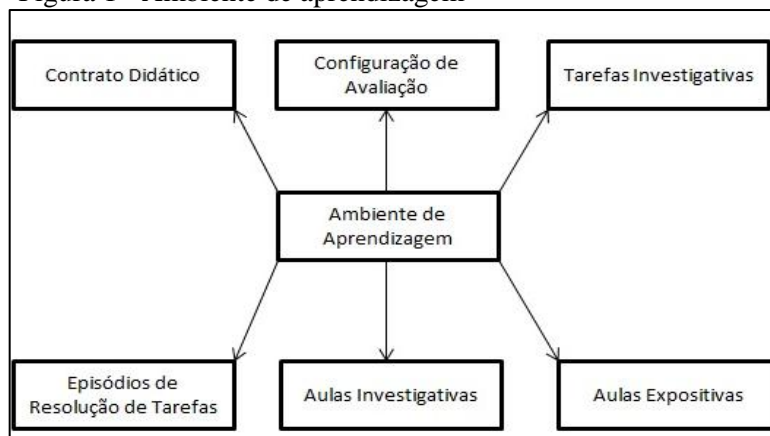 Figura 1 - Ambiente de aprendizagem
Contrato Didático
Configuração de
Avaliação
Tarefas Investigativas
Ambiente de
Aprendizagem
Episódios de
Resolução de Tarefas
Aulas Investigativas
Aulas Expositivas